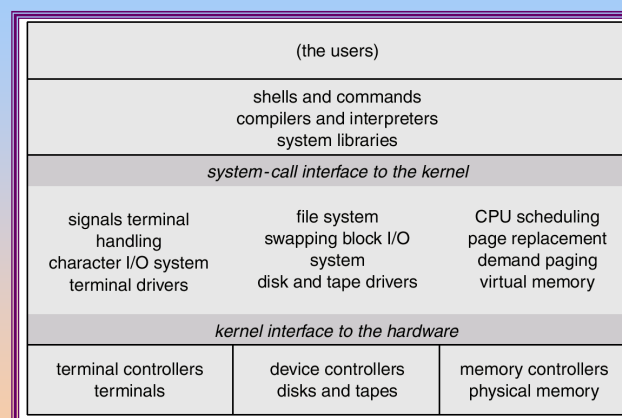 (the users)
shells and commands
compilers and interpreters
system libraries
system-call interface to the kernel
signals terminal
handling
character I/O system
terminal drivers
file system
swapping block I/O
system
disk and tape drivers
CPU scheduling
page replacement
demand paging
virtual memory
kernel interface to the hardware
terminal controllers
terminals
device controllers
disks and tapes
memory controllers
physical memory